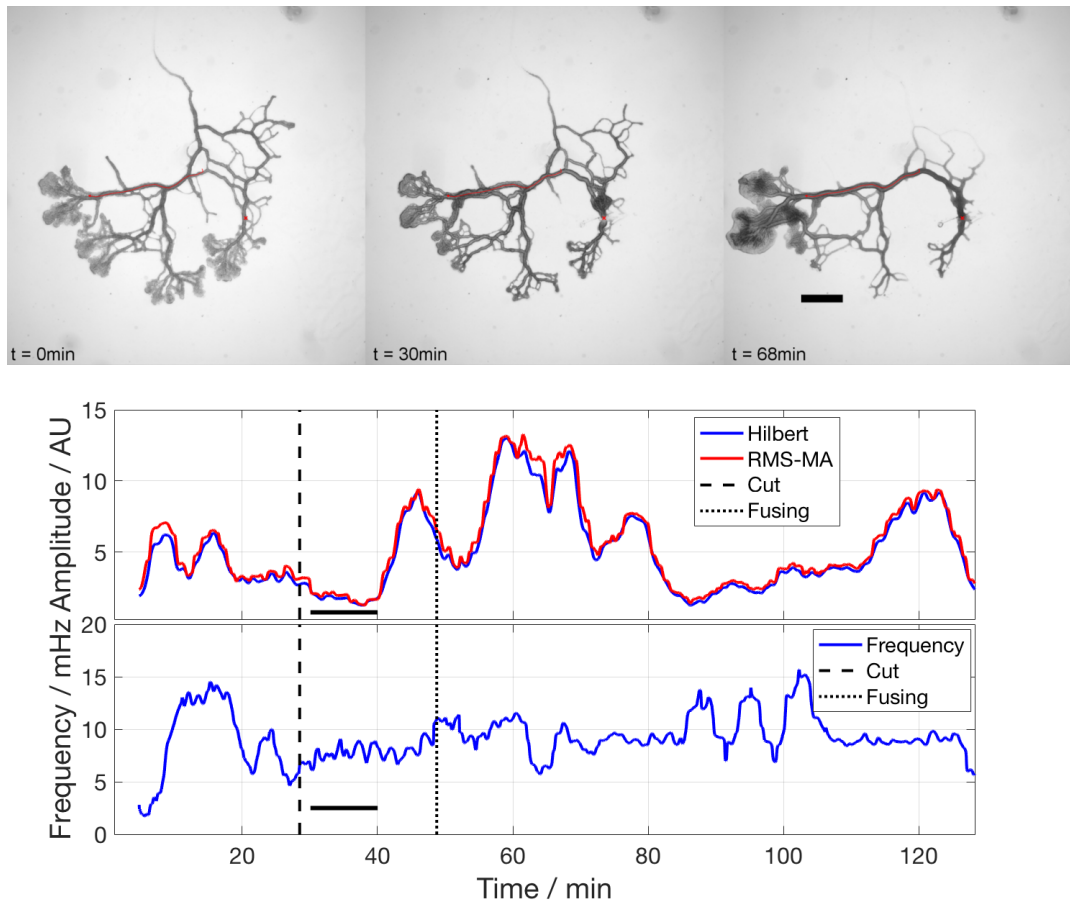 t = 0min
t = 30min
t = 68min
Amplitude / AU
15
10
5
Hilbert
RMS-MA
Cut
Fusing
Frequency / mHz
20
15
10
5
0
Frequency
Cut
Fusing
20
40
60
80
100
120
Time / min